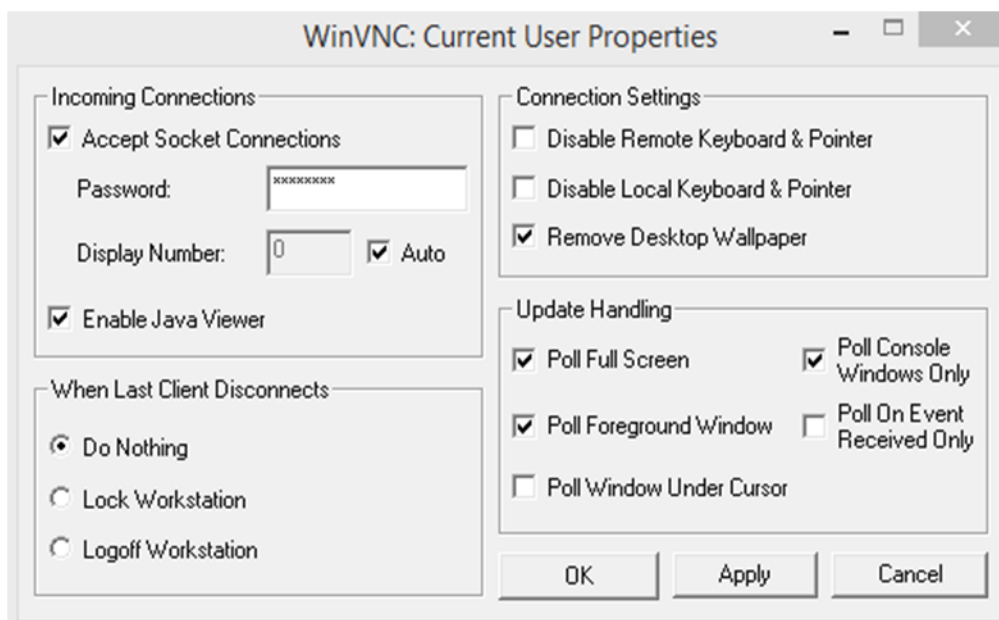 WinVNC: Current User Properties
Incoming Connections
Accept Socket Connections
Password:
xxxxxxxx
Display Number:
0
Auto
Enable Java Viewer
When Last Client Disconnects
Do Nothing
Lock Workstation
Logoff Workstation
Connection Settings
Disable Remote Keyboard & Pointer
Disable Local Keyboard & Pointer
Remove Desktop Wallpaper
Update Handling
Poll Full Screen
Poll Console
Windows Only
Poll Foreground Window
Poll On Event
Received Only
Poll Window Under Cursor
OK
Apply
Cancel